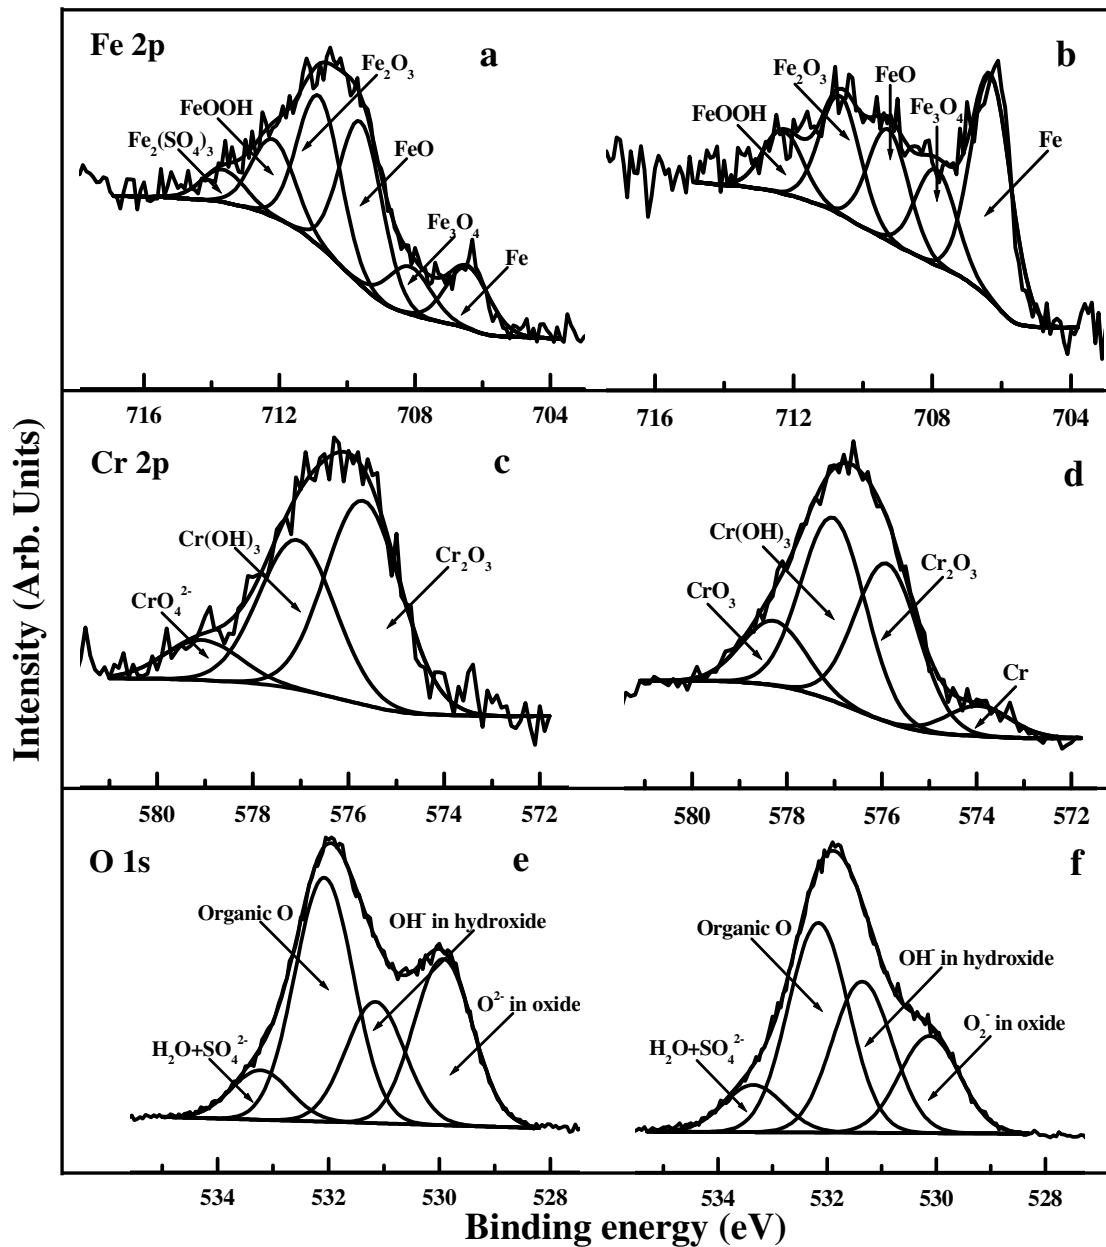 Fe 2p
a
Fe₂O₃
FeOOH
Fe₂(SO₄)₃
FeO
Fe₃O₄
Fe
716 712 708 704
b
Fe₂O₃
FeO
FeOOH
Fe₃O₄
Fe
716 712 708 704
Cr 2p
c
Cr(OH)₃
Cr₂O₃
CrO₄²⁻
580 578 576 574 572
d
Cr(OH)₃
Cr₂O₃
CrO₃
Cr
580 578 576 574 572
O 1s
e
Organic O
OH⁻ in hydroxide
O²⁻ in oxide
H₂O+SO₄²⁻
534 532 530 528
f
Organic O
OH⁻ in hydroxide
O₂⁻ in oxide
H₂O+SO₄²⁻
534 532 530 528
Intensity (Arb. Units)
Binding energy (eV)